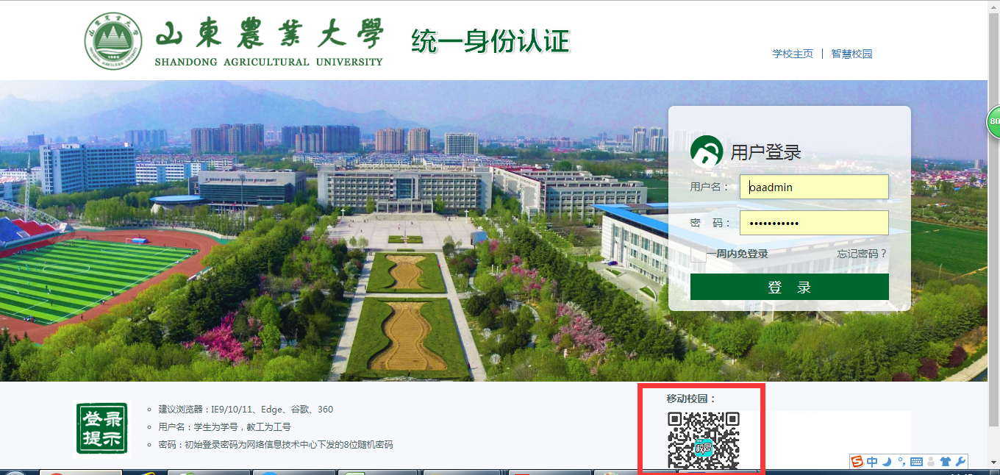 山東農業大學
SHANDONG AGRICULTURAL UNIVERSITY
统一身份认证
学校主页 | 智慧校园
用户登录
用户名： oaadmin
密 码： •••••••••••
一周内免登录 忘记密码？
登 录
80
登录提示
建议浏览器：IE9/10/11、Edge、谷歌、360
用户名：学生为学号，教工为工号
密码：初始登录密码为网络信息技术中心下发的8位随机密码
移动校园：
校园
中